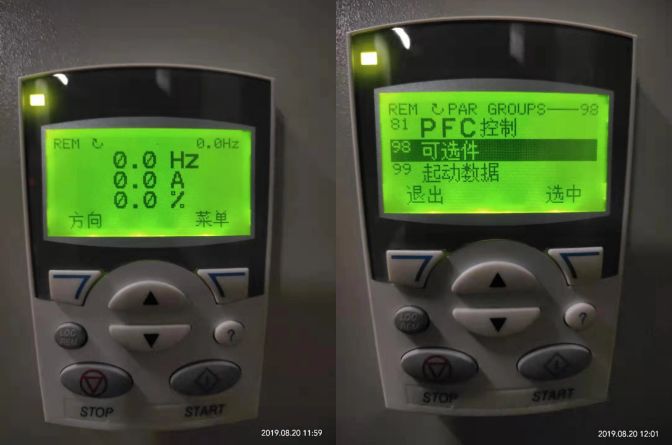 REM 0.0Hz
0.0 Hz
0.0 A
0.0 %
方向 菜单
LOC
REM
?
STOP START
2019.08.20 11:59
REM PAR GROUPS 98
81 PFC控制
98 可选件
99 起动数据
退出 选中
LOC
REM
?
STOP START
2019.08.20 12:01